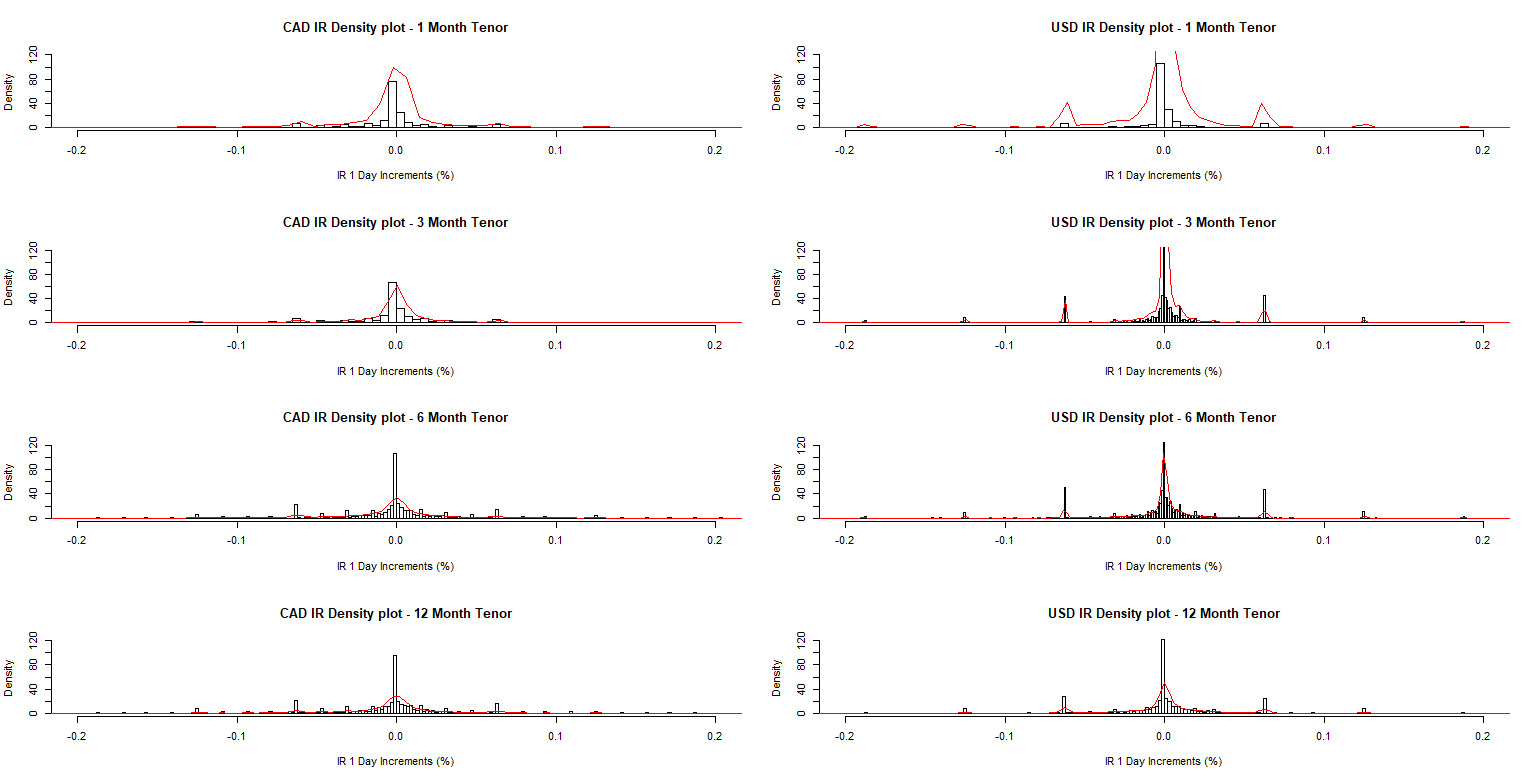 CAD IR Density plot - 1 Month Tenor
Density
0 40 80 120
-0.2 -0.1 0.0 0.1 0.2
IR 1 Day Increments (%)
USD IR Density plot - 1 Month Tenor
Density
0 40 80 120
-0.2 -0.1 0.0 0.1 0.2
IR 1 Day Increments (%)
CAD IR Density plot - 3 Month Tenor
Density
0 40 80 120
-0.2 -0.1 0.0 0.1 0.2
IR 1 Day Increments (%)
USD IR Density plot - 3 Month Tenor
Density
0 40 80 120
-0.2 -0.1 0.0 0.1 0.2
IR 1 Day Increments (%)
CAD IR Density plot - 6 Month Tenor
Density
0 40 80 120
-0.2 -0.1 0.0 0.1 0.2
IR 1 Day Increments (%)
USD IR Density plot - 6 Month Tenor
Density
0 40 80 120
-0.2 -0.1 0.0 0.1 0.2
IR 1 Day Increments (%)
CAD IR Density plot - 12 Month Tenor
Density
0 40 80 120
-0.2 -0.1 0.0 0.1 0.2
IR 1 Day Increments (%)
USD IR Density plot - 12 Month Tenor
Density
0 40 80 120
-0.2 -0.1 0.0 0.1 0.2
IR 1 Day Increments (%)